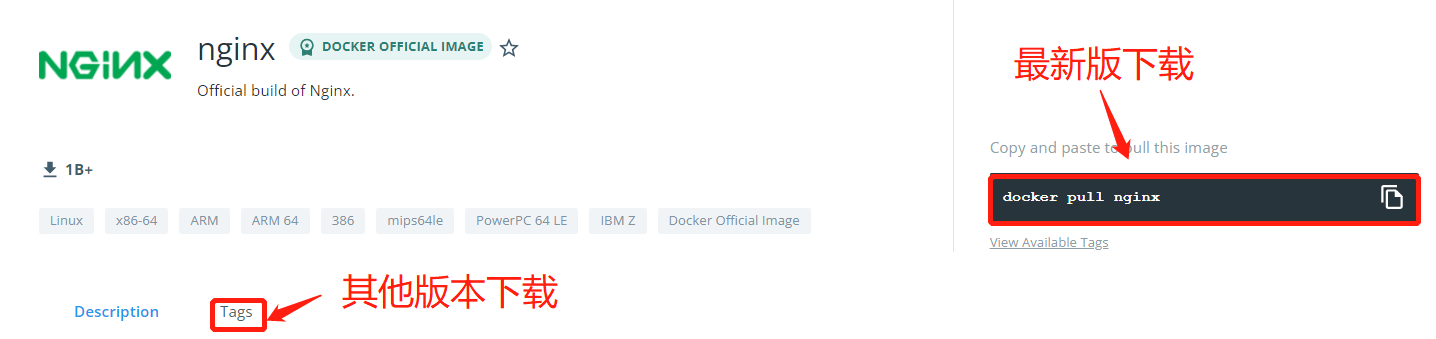 NGINX
nginx
DOCKER OFFICIAL IMAGE
Official build of Nginx.
1B+
Linux
x86-64
ARM
ARM 64
386
mips64le
PowerPC 64 LE
IBM Z
Docker Official Image
Description
Tags
其他版本下载
最新版下载
Copy and paste to pull this image
docker pull nginx
View Available Tags